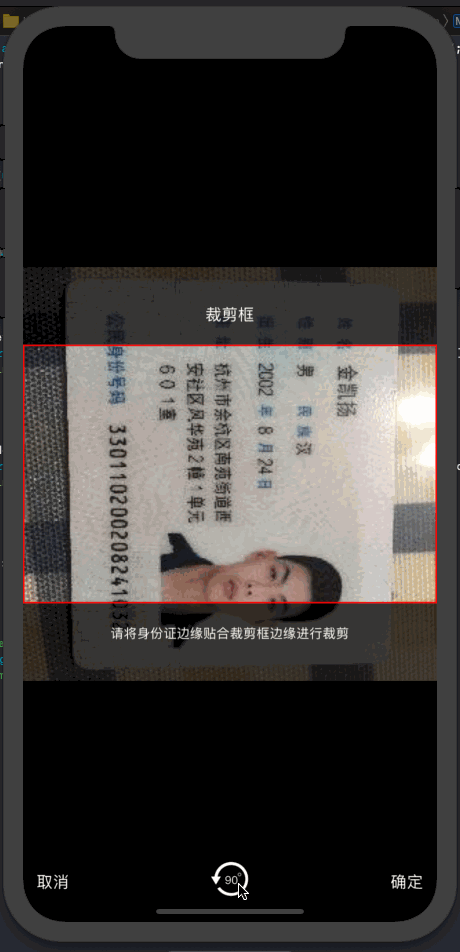 裁剪框
姓名 金凯扬
性别 男 民族 汉
出生 2002 年 8 月 24 日
住址 杭州市余杭区南苑街道西
安社区风华苑2幢1单元
601室
公民身份号码
请将身份证边缘贴合裁剪框边缘进行裁剪
取消
90°
确定